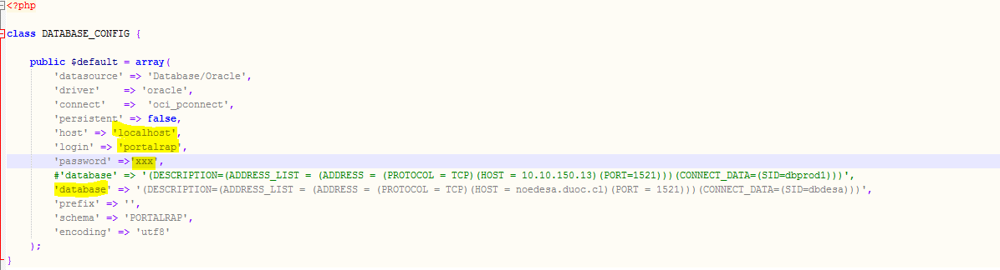 <?php
class DATABASE_CONFIG {
public $default = array(
'datasource' => 'Database/Oracle',
'driver'    => 'oracle',
'connect'   =>  'oci_pconnect',
'persistent' => false,
'host' => 'localhost',
'login' => 'portalrap',
'password' =>'xxx',
#'database' => '(DESCRIPTION=(ADDRESS_LIST = (ADDRESS = (PROTOCOL = TCP)(HOST = 10.10.150.13)(PORT=1521)))(CONNECT_DATA=(SID=dbprod1)))',
'database' => '(DESCRIPTION=(ADDRESS_LIST = (ADDRESS = (PROTOCOL = TCP)(HOST = noedesa.duoc.cl)(PORT = 1521)))(CONNECT_DATA=(SID=dbdesa)))',
'prefix' => '',
'schema' => 'PORTALRAP',
'encoding' => 'utf8'
);
}